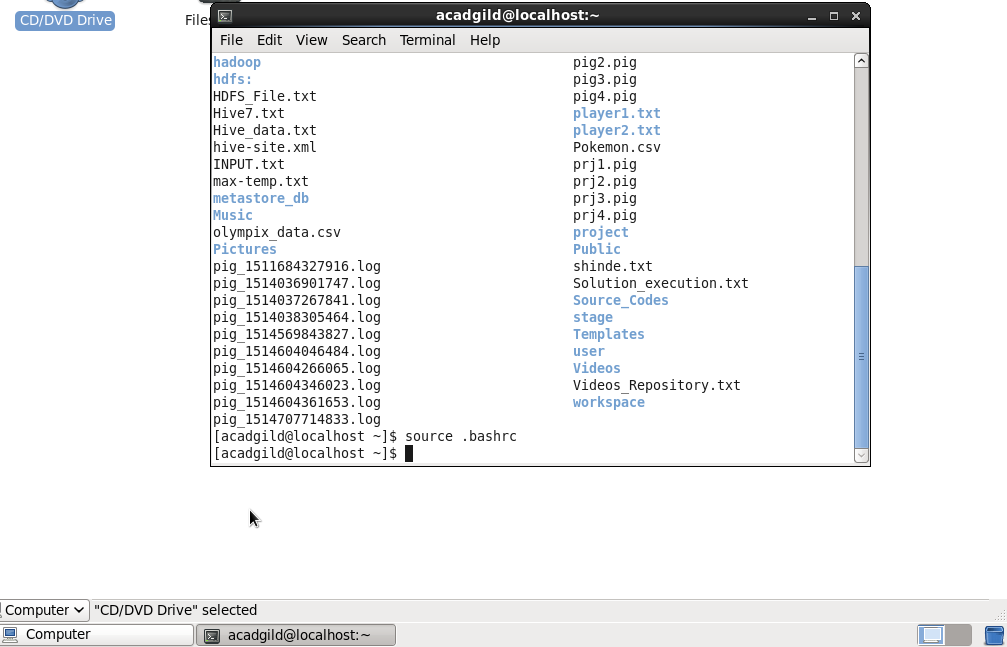 CD/DVD Drive
Files
acadgild@localhost:~
File Edit View Search Terminal Help
hadoop pig2.pig
hdfs: pig3.pig
HDFS_File.txt pig4.pig
Hive7.txt player1.txt
Hive_data.txt player2.txt
hive-site.xml Pokemon.csv
INPUT.txt prj1.pig
max-temp.txt prj2.pig
metastore_db prj3.pig
Music prj4.pig
olympix_data.csv project
Pictures Public
pig_1511684327916.log shinde.txt
pig_1514036901747.log Solution_execution.txt
pig_1514037267841.log Source_Codes
pig_1514038305464.log stage
pig_1514569843827.log Templates
pig_1514604046484.log user
pig_1514604266065.log Videos
pig_1514604346023.log Videos_Repository.txt
pig_1514604361653.log workspace
pig_1514707714833.log
[acadgild@localhost ~]$ source .bashrc
[acadgild@localhost ~]$
Computer "CD/DVD Drive" selected
Computer acadgild@localhost:~